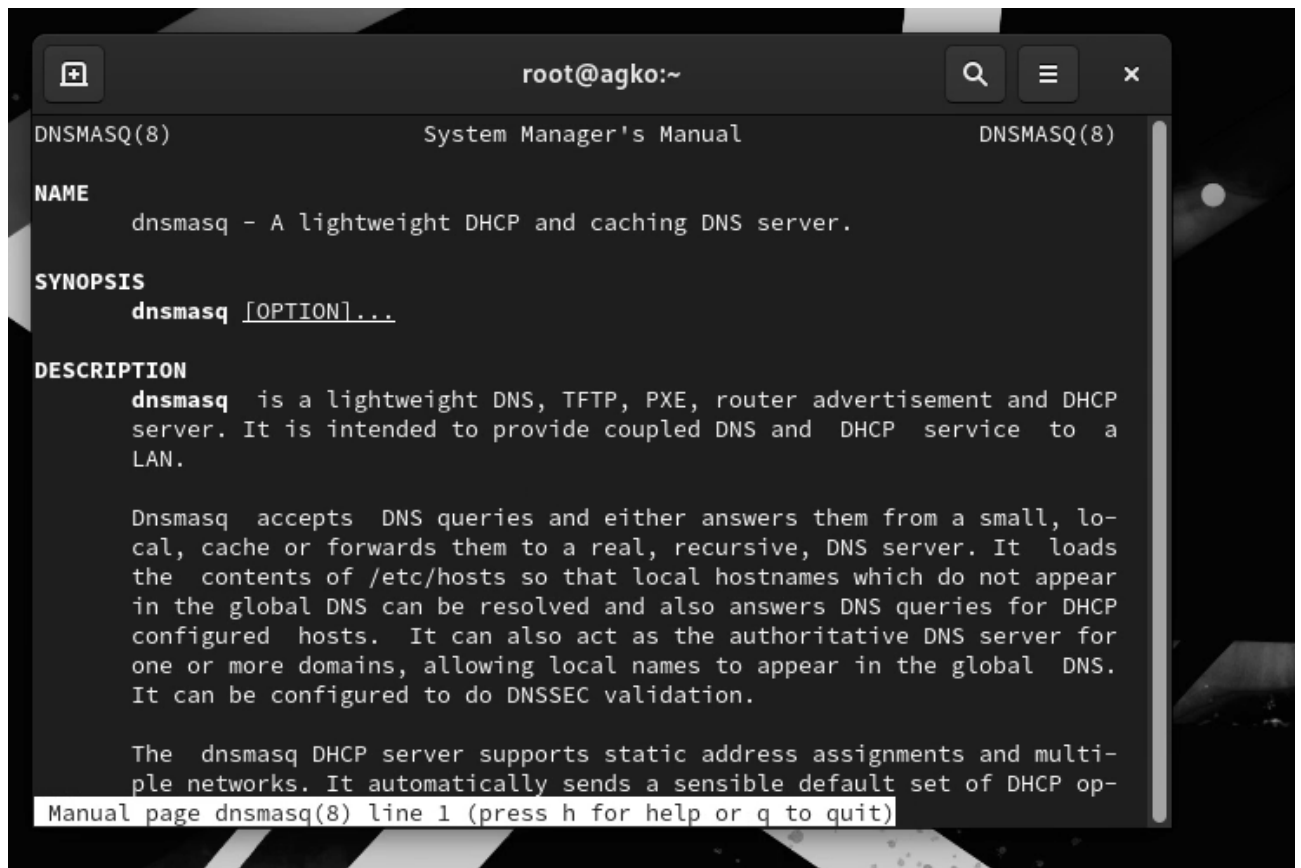 root@agko:~
DNSMASQ(8) System Manager's Manual DNSMASQ(8)
NAME
dnsmasq - A lightweight DHCP and caching DNS server.
SYNOPSIS
dnsmasq [OPTION]...
DESCRIPTION
dnsmasq is a lightweight DNS, TFTP, PXE, router advertisement and DHCP
server. It is intended to provide coupled DNS and DHCP service to a
LAN.
Dnsmasq accepts DNS queries and either answers them from a small, lo-
cal, cache or forwards them to a real, recursive, DNS server. It loads
the contents of /etc/hosts so that local hostnames which do not appear
in the global DNS can be resolved and also answers DNS queries for DHCP
configured hosts. It can also act as the authoritative DNS server for
one or more domains, allowing local names to appear in the global DNS.
It can be configured to do DNSSEC validation.
The dnsmasq DHCP server supports static address assignments and multi-
ple networks. It automatically sends a sensible default set of DHCP op-
Manual page dnsmasq(8) line 1 (press h for help or q to quit)